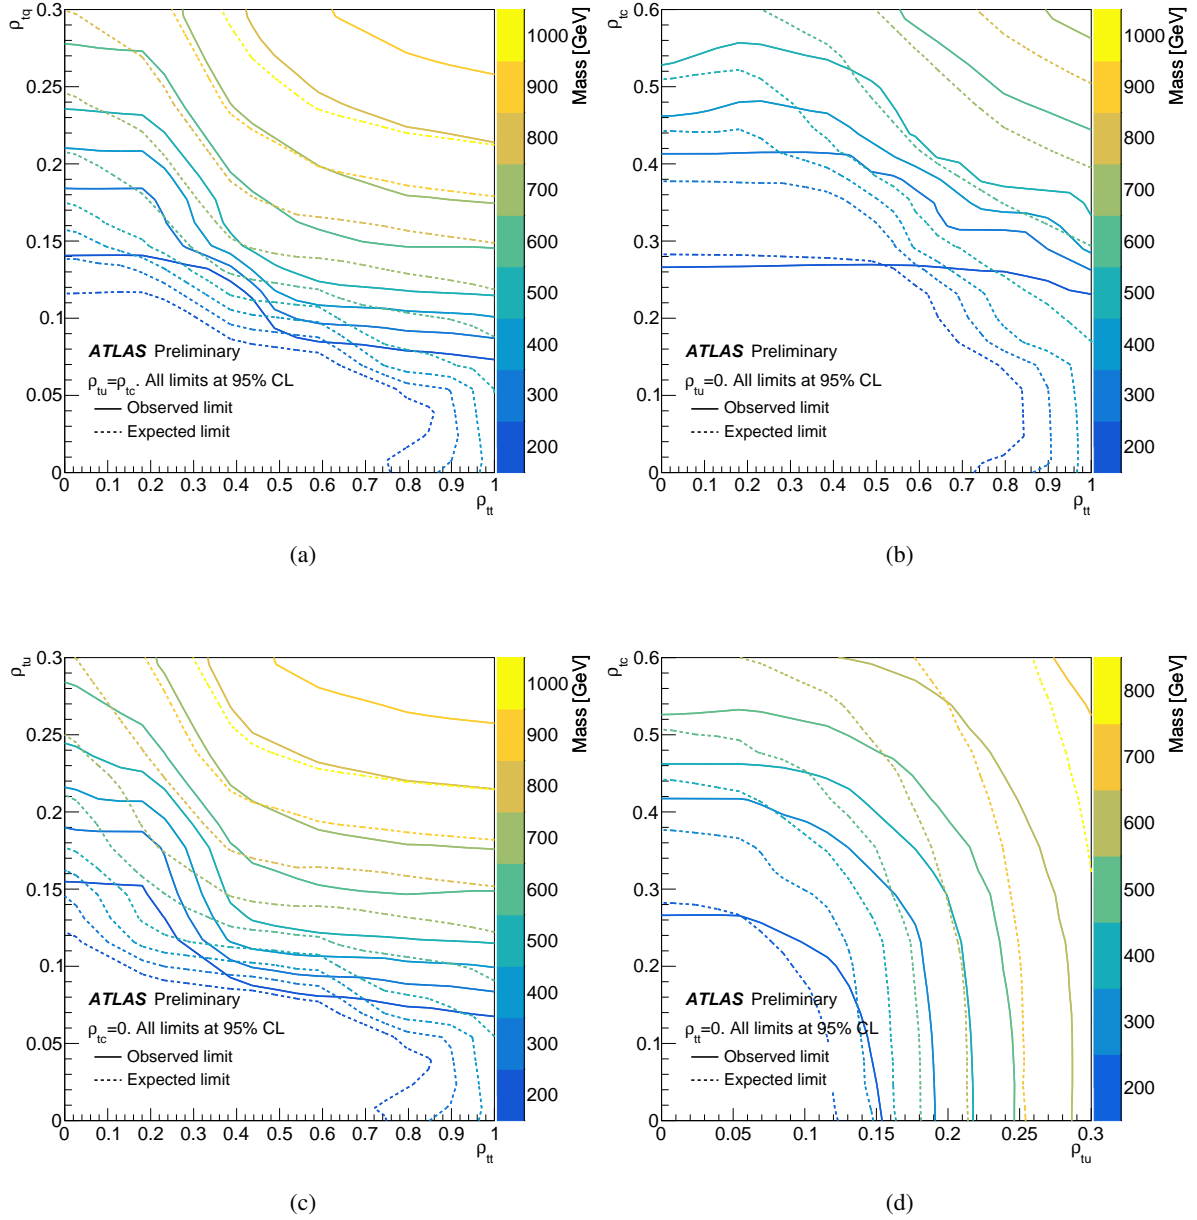 ρtq
0.3
0.25
0.2
0.15
0.1
0.05
0
ATLAS Preliminary
ρtu=ρtc. All limits at 95% CL
Observed limit
Expected limit
0 0.1 0.2 0.3 0.4 0.5 0.6 0.7 0.8 0.9 1
ρtt
Mass [GeV]
1000
900
800
700
600
500
400
300
200
(a)
ρtc
0.6
0.5
0.4
0.3
0.2
0.1
0
ATLAS Preliminary
ρtu=0. All limits at 95% CL
Observed limit
Expected limit
0 0.1 0.2 0.3 0.4 0.5 0.6 0.7 0.8 0.9 1
ρtt
Mass [GeV]
1000
900
800
700
600
500
400
300
200
(b)
ρtu
0.3
0.25
0.2
0.15
0.1
0.05
0
ATLAS Preliminary
ρtc=0. All limits at 95% CL
Observed limit
Expected limit
0 0.1 0.2 0.3 0.4 0.5 0.6 0.7 0.8 0.9 1
ρtt
Mass [GeV]
1000
900
800
700
600
500
400
300
200
(c)
ρtc
0.6
0.5
0.4
0.3
0.2
0.1
0
ATLAS Preliminary
ρtt=0. All limits at 95% CL
Observed limit
Expected limit
0 0.05 0.1 0.15 0.2 0.25 0.3
ρtu
Mass [GeV]
800
700
600
500
400
300
200
(d)